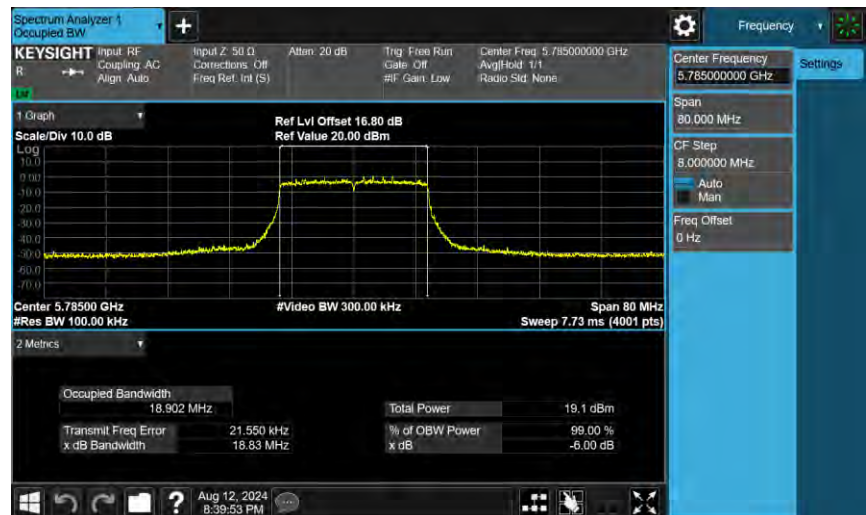 Spectrum Analyzer 1
Occupied BW
+
Frequency
KEYSIGHT
R
Input: RF
Coupling: AC
Align: Auto
Input Z: 50 Ω
Corrections: Off
Freq Ref: Int (S)
Atten: 20 dB
Trig: Free Run
Gate: Off
#IF Gain: Low
Center Freq: 5.785000000 GHz
Avg|Hold: 1/1
Radio Std: None
Center Frequency
5.785000000 GHz
Settings
Span
80.000 MHz
CF Step
8.000000 MHz
Auto
Man
Freq Offset
0 Hz
1 Graph
Scale/Div 10.0 dB
Ref Lvl Offset 16.80 dB
Ref Value 20.00 dBm
Log
10.0
0.00
-10.0
-20.0
-30.0
-40.0
-50.0
-60.0
-70.0
Center 5.78500 GHz
#Res BW 100.00 kHz
#Video BW 300.00 kHz
Span 80 MHz
Sweep 7.73 ms (4001 pts)
2 Metrics
Occupied Bandwidth
18.902 MHz
Total Power 19.1 dBm
Transmit Freq Error 21.550 kHz
% of OBW Power 99.00 %
x dB Bandwidth 18.83 MHz
x dB -6.00 dB
?
Aug 12, 2024
8:39:53 PM